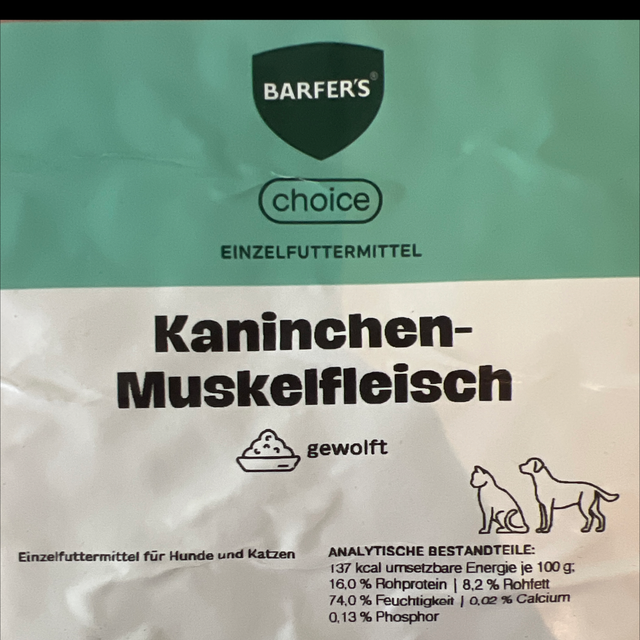 BARFER'S®
choice
EINZELFUTTERMITTEL
Kaninchen-
Muskelfleisch
gewolft
Einzelfuttermittel für Hunde und Katzen
ANALYTISCHE BESTANDTEILE:
137 kcal umsetzbare Energie je 100 g;
16,0 % Rohprotein | 8,2 % Rohfett
74,0 % Feuchtigkeit | 0,02 % Calcium
0,13 % Phosphor